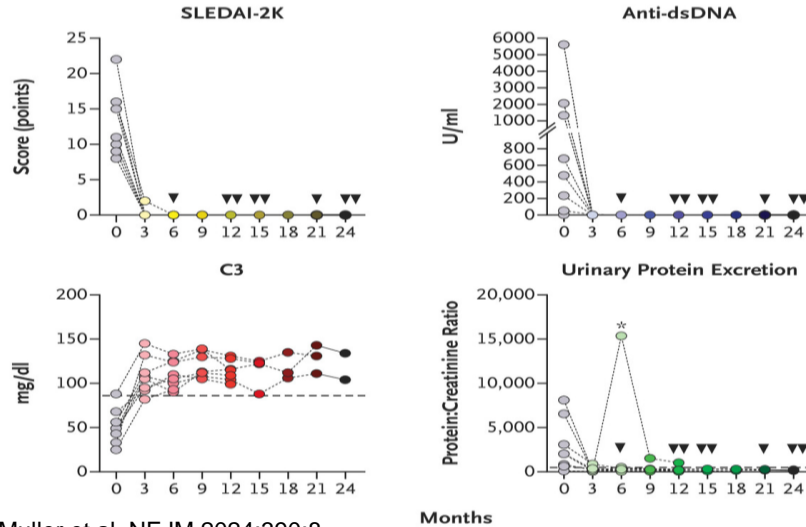 SLEDAI-2K
Score (points)
25
20
15
10
5
0
0 3 6 9 12 15 18 21 24
Anti-dsDNA
U/ml
6000
5000
4000
3000
2000
1000
800
600
400
200
0
0 3 6 9 12 15 18 21 24
C3
mg/dl
200
150
100
50
0
0 3 6 9 12 15 18 21 24
Urinary Protein Excretion
Protein:Creatinine Ratio
20,000
15,000
10,000
5,000
0
*
0 3 6 9 12 15 18 21 24
Months